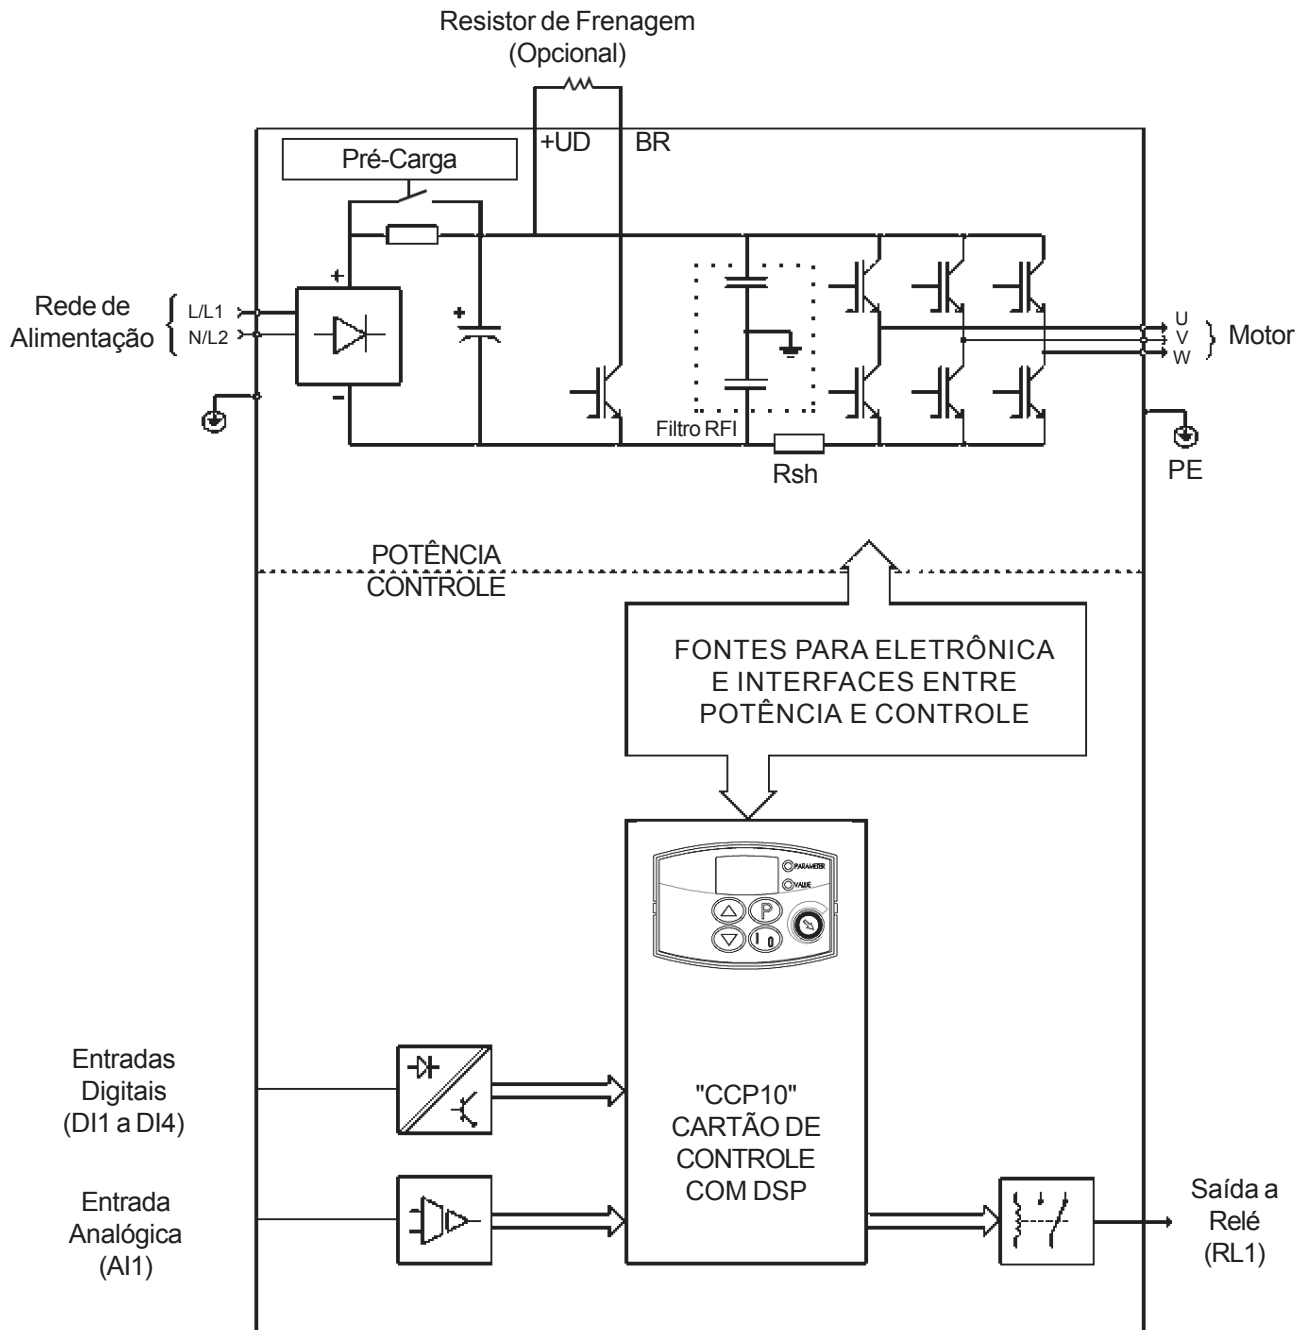 Resistor de Frenagem
(Opcional)
+UD
BR
Pré-Carga
+
+
-
Rede de
Alimentação
L/L1
N/L2
U
V
W
Motor
Filtro RFI
Rsh
PE
POTÊNCIA
CONTROLE
FONTES PARA ELETRÔNICA
E INTERFACES ENTRE
POTÊNCIA E CONTROLE
PARAMETER
VALUE
P
I 0
Entradas
Digitais
(DI1 a DI4)
"CCP10"
CARTÃO DE
CONTROLE
COM DSP
Entrada
Analógica
(AI1)
Saída a
Relé
(RL1)